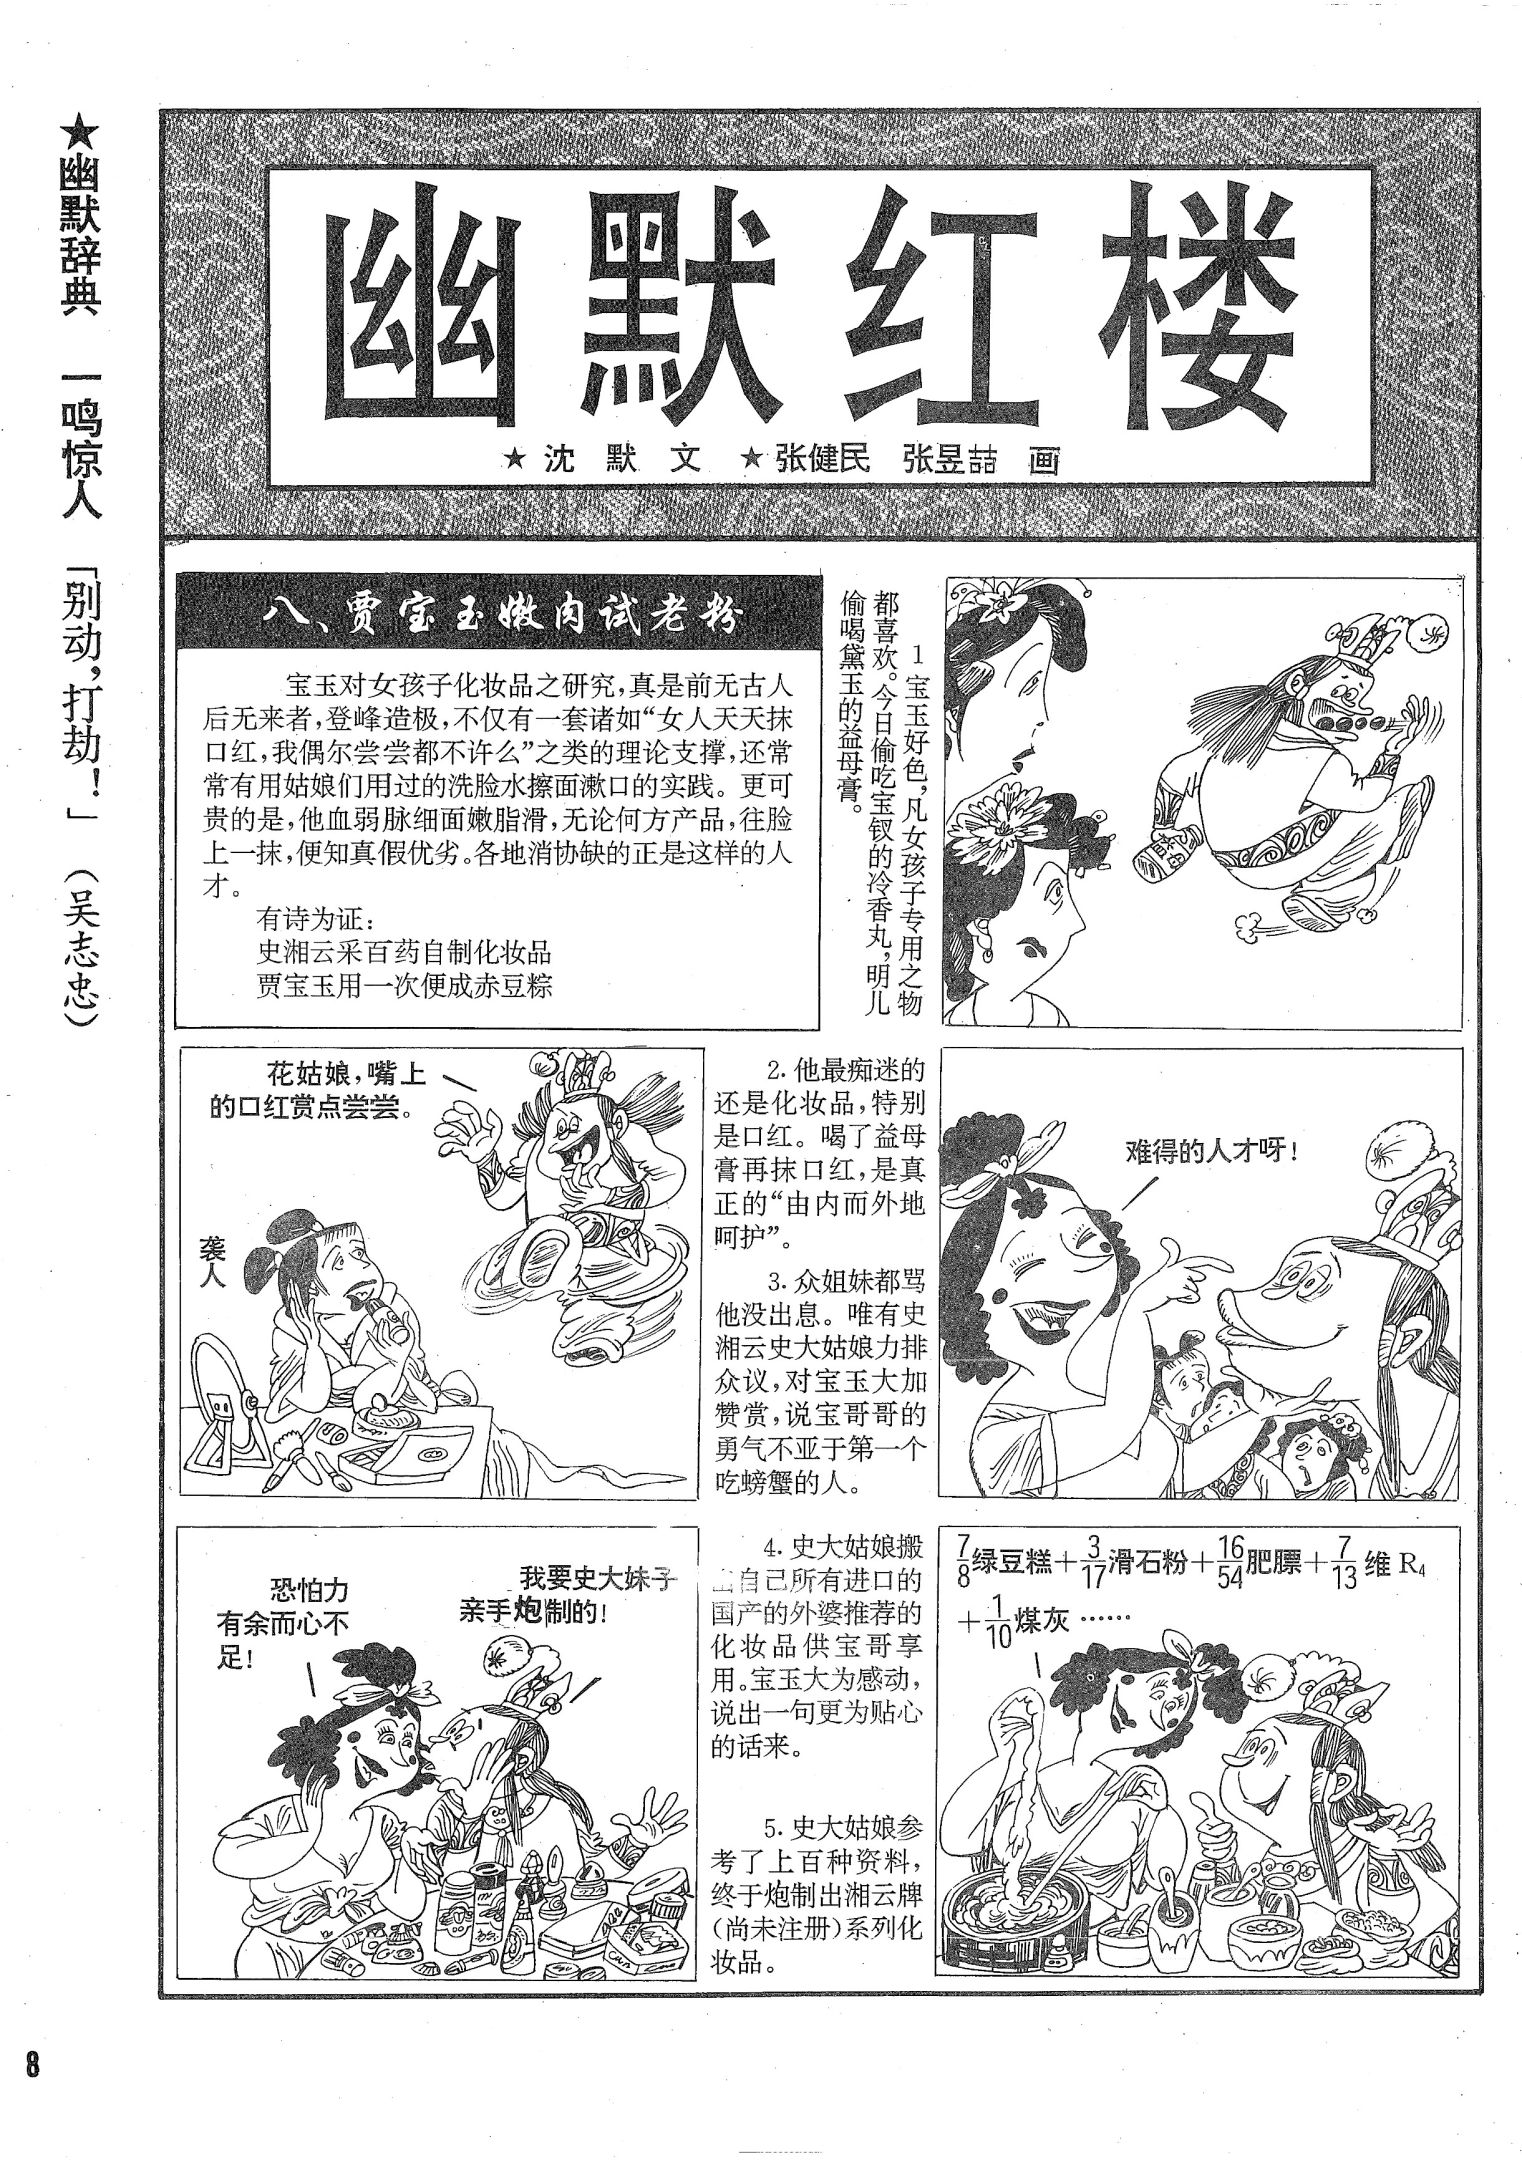 ★幽默辞典 一鸣惊人 「别动,打劫!」(吴志忠)
幽默红楼
★沈默文 ★张健民 张昱喆 画
八、贾宝玉嫩肉试老粉
宝玉对女孩子化妆品之研究,真是前无古人
后无来者,登峰造极,不仅有一套诸如“女人天天抹
口红,我偶尔尝尝都不许么”之类的理论支撑,还常
常有用姑娘们用过的洗脸水擦面漱口的实践。更可
贵的是,他血弱脉细面嫩脂滑,无论何方产品,往脸
上一抹,便知真假优劣。各地消协缺的正是这样的人
才。
有诗为证:
史湘云采百药自制化妆品
贾宝玉用一次便成赤豆粽
1 宝玉好色,凡女孩子专用之物
都喜欢。今日偷吃宝钗的冷香丸,明儿
偷喝黛玉的益母膏。
益母
花姑娘,嘴上
的口红赏点尝尝。
袭人
2. 他最痴迷的
还是化妆品,特别
是口红。喝了益母
膏再抹口红,是真
正的“由内而外地
呵护”。
3. 众姐妹都骂
他没出息。唯有史
湘云史大姑娘力排
众议,对宝玉大加
赞赏,说宝哥哥的
勇气不亚于第一个
吃螃蟹的人。
难得的人才呀!
恐怕力
有余而心不
足!
我要史大妹子
亲手炮制的!
4. 史大姑娘搬
出自己所有进口的
国产的外婆推荐的
化妆品供宝哥享
用。宝玉大为感动,
说出一句更为贴心
的话来。
5. 史大姑娘参
考了上百种资料,
终于炮制出湘云牌
(尚未注册)系列化
妆品。
7/8绿豆糕+3/17滑石粉+16/54肥膘+7/13维R₄
+1/10煤灰……
8